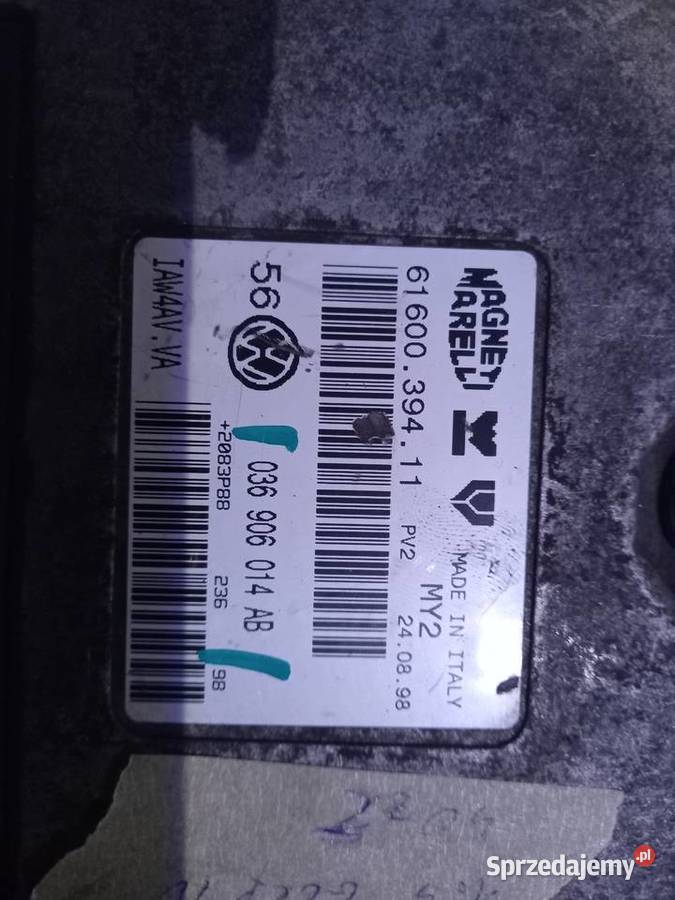 MAGNETI
MARELLI
MADE IN ITALY
MY2
61600.394.11 PV2 24.08.98
56 036 906 014 AB
+2083P88 236 98
IAW4AV.VA
Sprzedajemy.pl